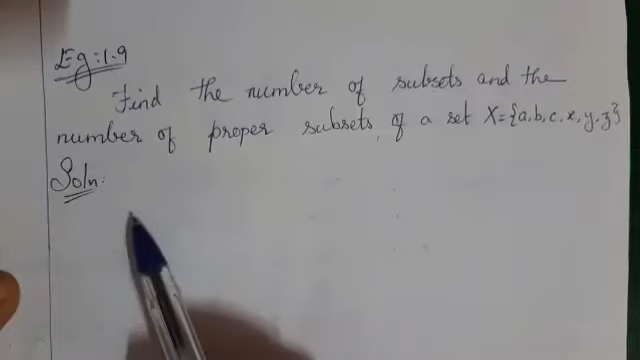 Eg:1.9
Find the number of subsets and the
number of proper subsets of a set X={a,b,c,x,y,z}
Soln: